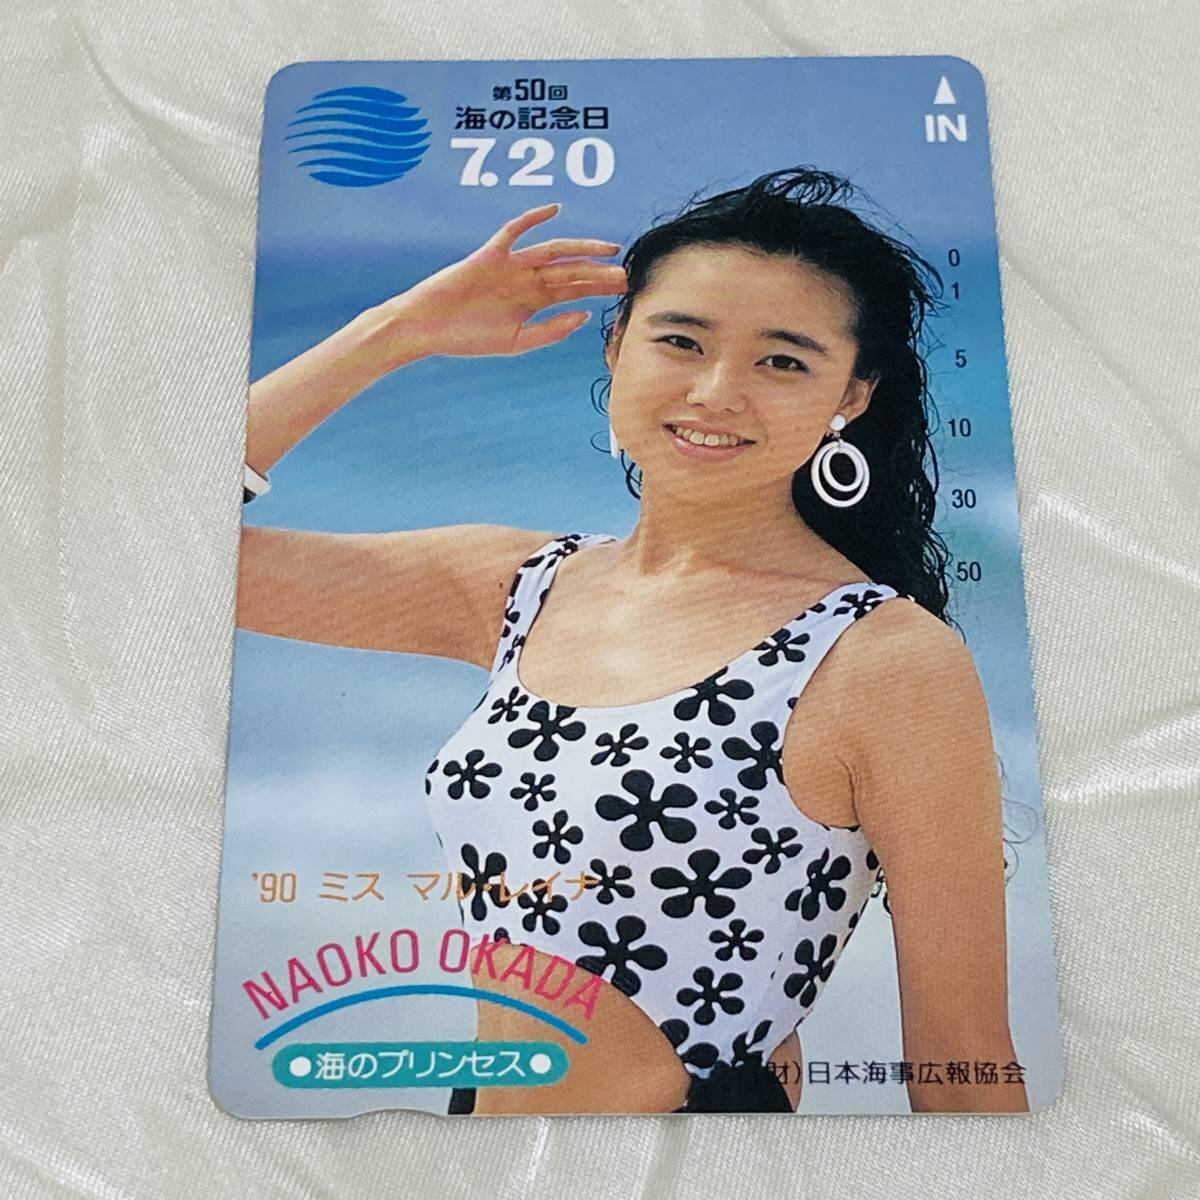 第50回
海の記念日
7.20
IN
0
1
5
10
30
50
'90 ミス マル・レイナ
NAOKO OKADA
●海のプリンセス●
(財)日本海事広報協会